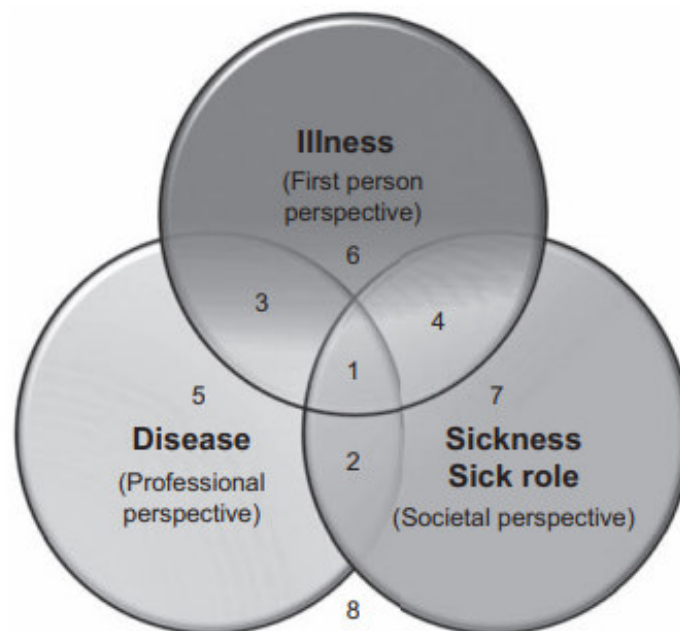 Illness
(First person
perspective)
6
3
4
1
5
7
Disease
(Professional
perspective)
2
Sickness
Sick role
(Societal perspective)
8